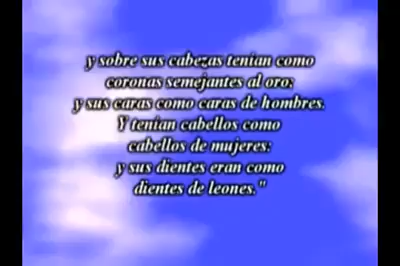 y sobre sus cabezas tenían como
coronas semejantes al oro;
y sus caras como caras de hombres.
Y tenían cabellos como
cabellos de mujeres:
y sus dientes eran como
dientes de leones."